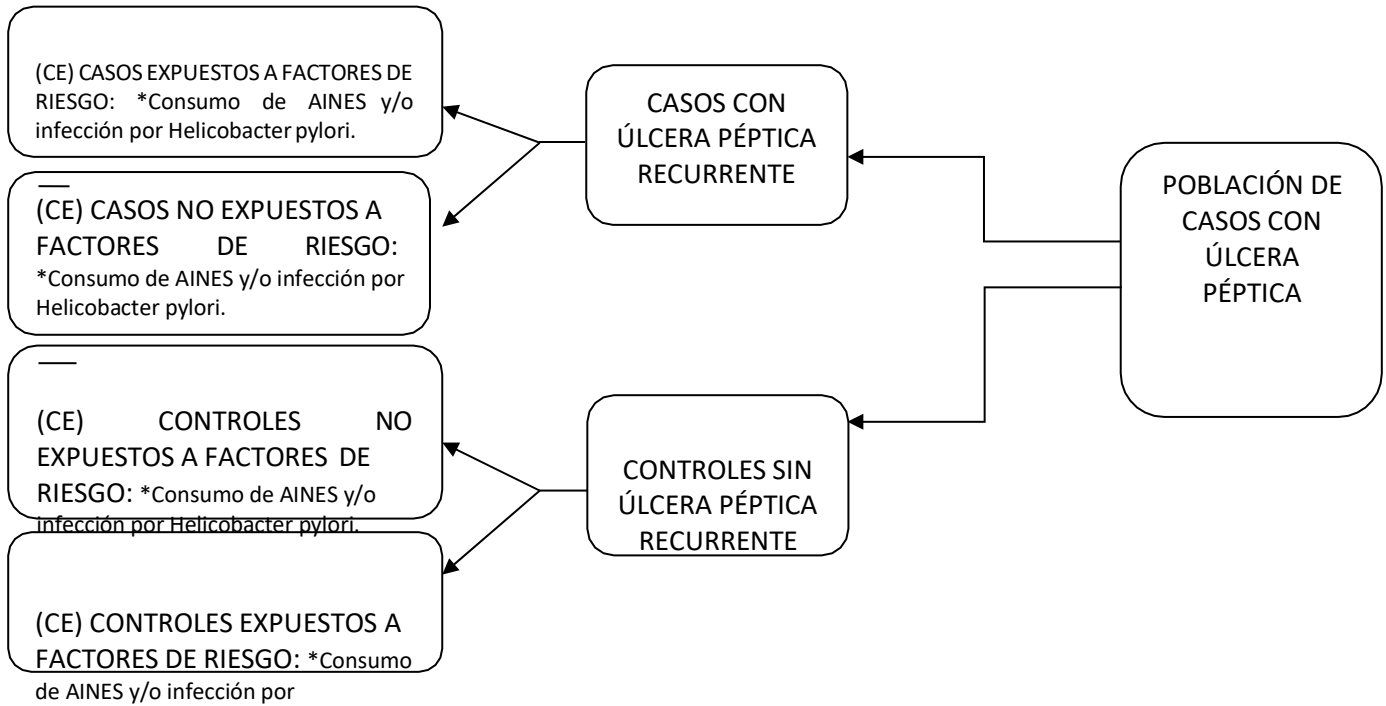 (CE) CASOS EXPUESTOS A FACTORES DE
RIESGO: *Consumo de AINES y/o
infección por Helicobacter pylori.
(CE) CASOS NO EXPUESTOS A
FACTORES DE RIESGO:
*Consumo de AINES y/o infección por
Helicobacter pylori.
(CE) CONTROLES NO
EXPUESTOS A FACTORES DE
RIESGO: *Consumo de AINES y/o
infección por Helicobacter pylori.
(CE) CONTROLES EXPUESTOS A
FACTORES DE RIESGO: *Consumo
de AINES y/o infección por
CASOS CON
ÚLCERA PÉPTICA
RECURRENTE
CONTROLES SIN
ÚLCERA PÉPTICA
RECURRENTE
POBLACIÓN DE
CASOS CON
ÚLCERA
PÉPTICA